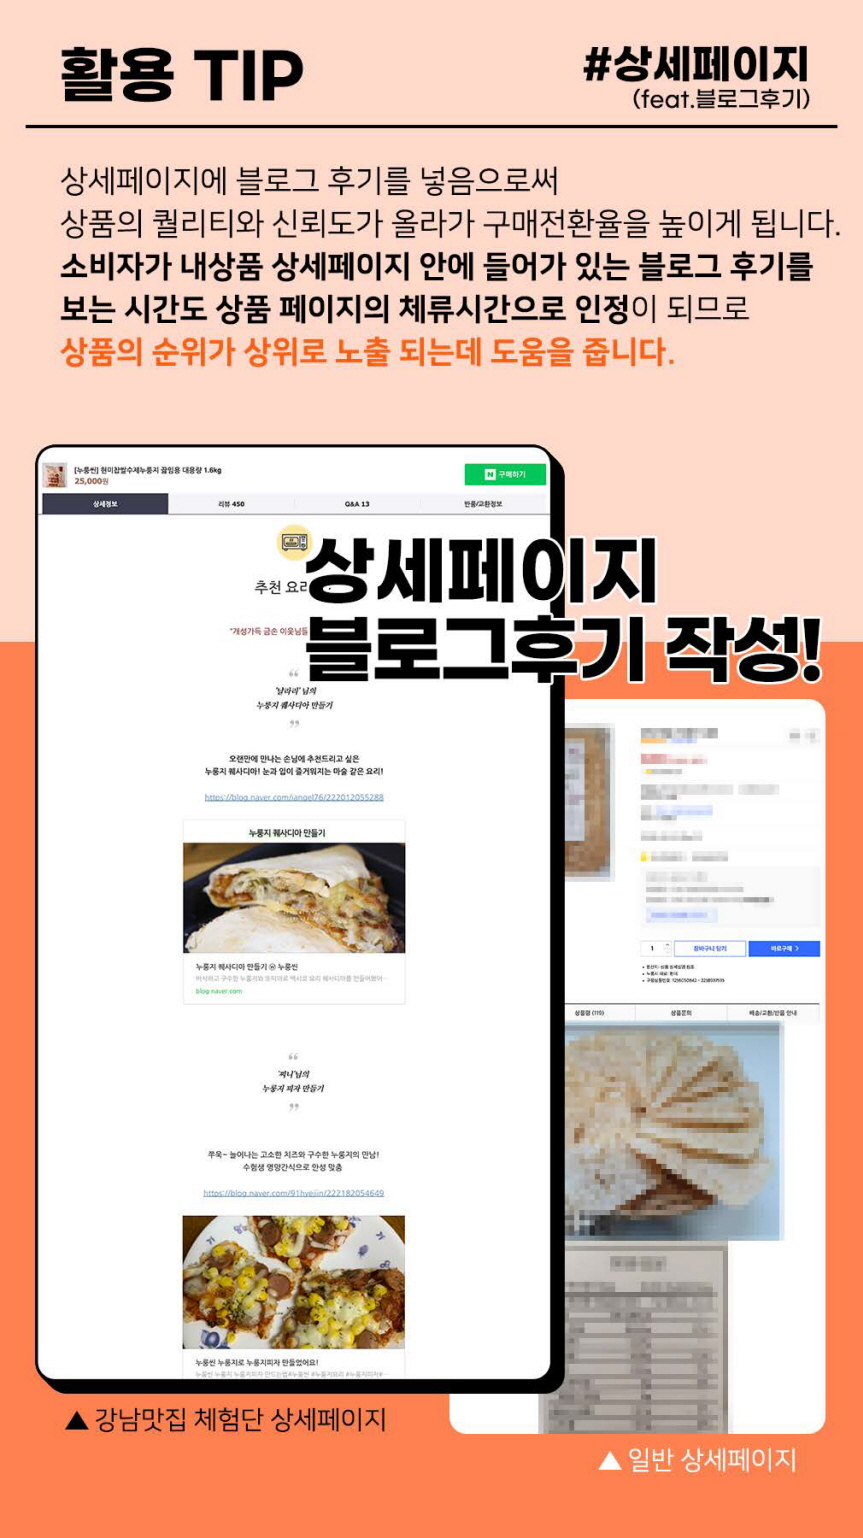 활용 TIP
#상세페이지
(feat.블로그후기)
상세페이지에 블로그 후기를 넣음으로써
상품의 퀄리티와 신뢰도가 올라가 구매전환율을 높이게 됩니다.
소비자가 내상품 상세페이지 안에 들어가 있는 블로그 후기를
보는 시간도 상품 페이지의 체류시간으로 인정이 되므로
상품의 순위가 상위로 노출 되는데 도움을 줍니다.
[누룽씬] 현미찹쌀수제누룽지 끓임용 대용량 1.6kg
25,000원
N 구매하기
상세정보
리뷰 450
Q&A 13
반품/교환정보
추천 요리
상세페이지
블로그후기 작성!
"개성가득 금손 이웃님들
“
'날라리'님의
누룽지 퀘사디아 만들기
”
오랜만에 만나는 손님에 추천드리고 싶은
누룽지 퀘사디아! 눈과 입이 즐거워지는 마술 같은 요리!
https://blog.naver.com/jangel76/222012055288
누룽지 퀘사디아 만들기
누룽지 퀘사디아 만들기 @ 누룽씬
blog.naver.com
“
'찌니'님의
누룽지 피자 만들기
”
쭈욱~ 늘어나는 고소한 치즈와 구수한 누룽지의 만남!
수험생 영양간식으로 안성 맞춤
https://blog.naver.com/91hyejin/222182054649
누룽씬 누룽지로 누룽지피자 만들었어요!
1
장바구니 담기
바로구매 >
상품평 (119)
상품문의
배송/교환/반품 안내
▲ 강남맛집 체험단 상세페이지
▲ 일반 상세페이지